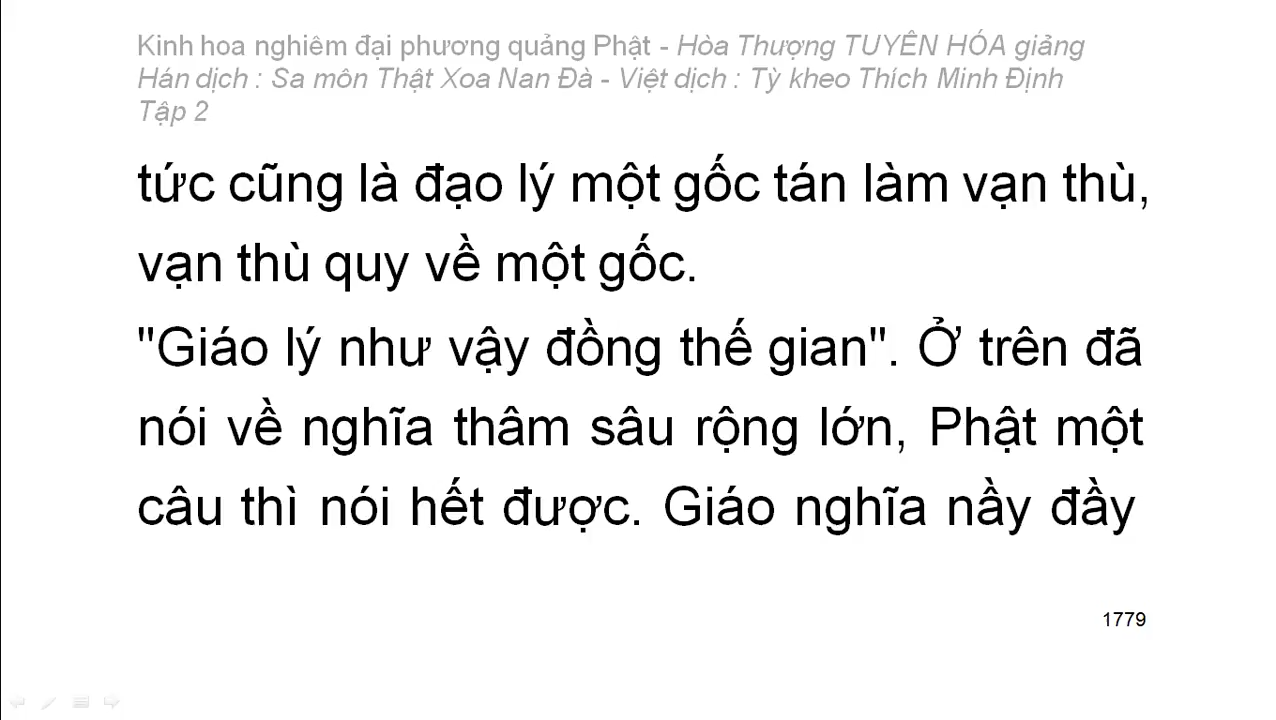 Kinh hoa nghiêm đại phương quảng Phật - Hòa Thượng TUYÊN HÓA giảng
Hán dịch : Sa môn Thật Xoa Nan Đà - Việt dịch : Tỳ kheo Thích Minh Định
Tập 2
tức cũng là đạo lý một gốc tán làm vạn thù,
vạn thù quy về một gốc.
"Giáo lý như vậy đồng thế gian". Ở trên đã
nói về nghĩa thâm sâu rộng lớn, Phật một
câu thì nói hết được. Giáo nghĩa nầy đầy
1779